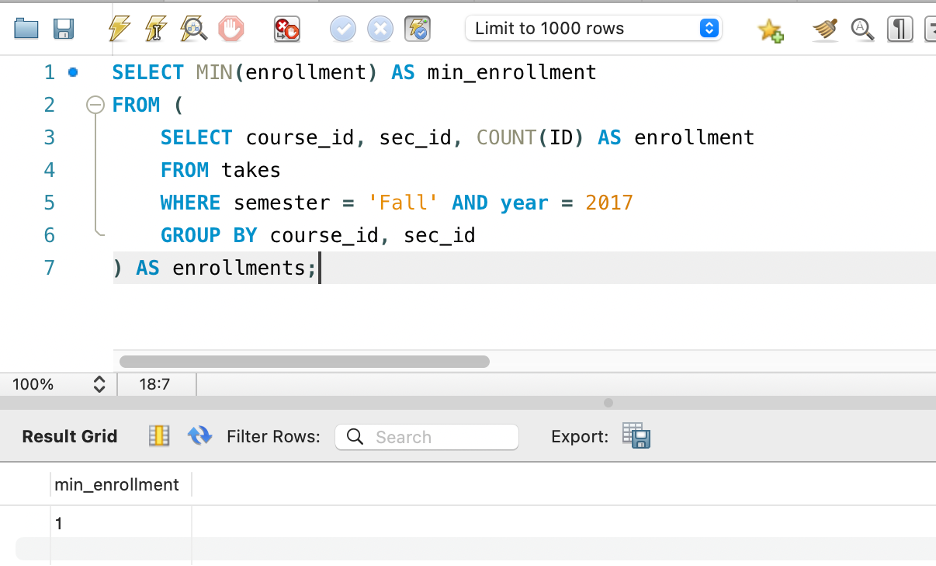 Limit to 1000 rows
1 SELECT MIN(enrollment) AS min_enrollment
2 FROM (
3 SELECT course_id, sec_id, COUNT(ID) AS enrollment
4 FROM takes
5 WHERE semester = 'Fall' AND year = 2017
6 GROUP BY course_id, sec_id
7 ) AS enrollments;
100% 18:7
Result Grid Filter Rows: Search Export:
min_enrollment
1